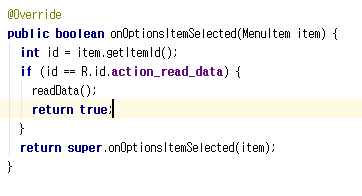 @Override
public boolean onOptionsItemSelected(MenuItem item) {
int id = item.getItemId();
if (id == R.id.action_read_data) {
readData();
return true;
}
return super.onOptionsItemSelected(item);
}